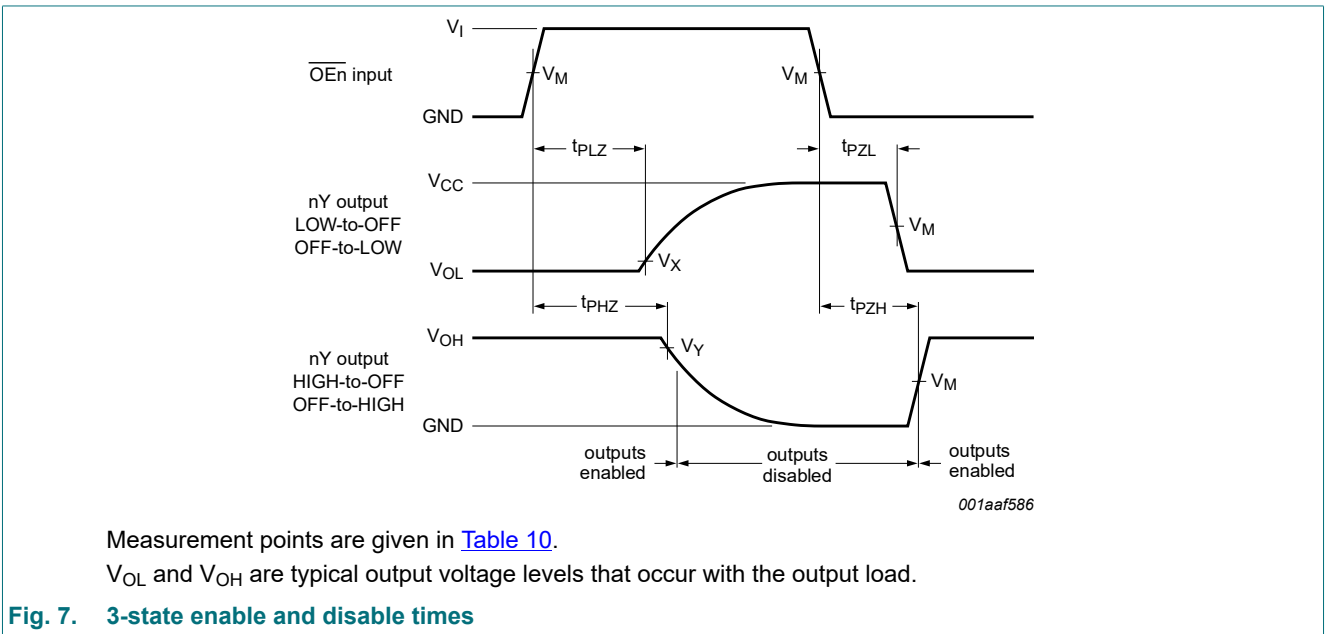 VI
OEn input
VM
VM
GND
tPLZ
tPZL
VCC
nY output
LOW-to-OFF
OFF-to-LOW
VM
VX
VOL
tPHZ
tPZH
VOH
VY
nY output
HIGH-to-OFF
OFF-to-HIGH
VM
GND
outputs
enabled
outputs
disabled
outputs
enabled
001aaf586
Measurement points are given in Table 10.
VOL and VOH are typical output voltage levels that occur with the output load.
Fig. 7. 3-state enable and disable times